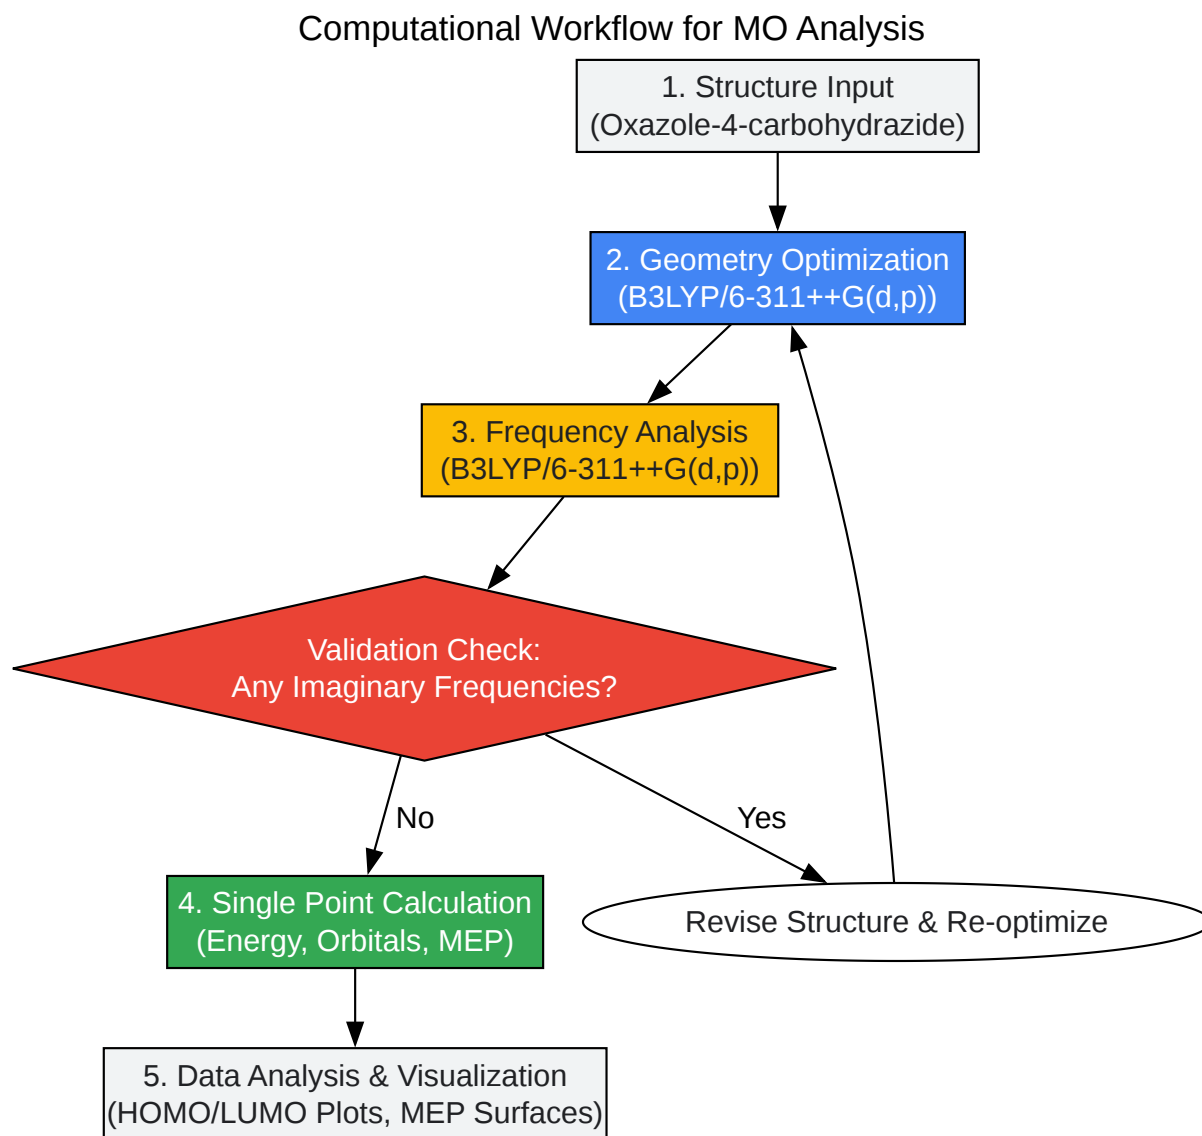 Computational Workflow for MO Analysis
1. Structure Input
(Oxazole-4-carbohydrazide)
2. Geometry Optimization
(B3LYP/6-311++G(d,p))
3. Frequency Analysis
(B3LYP/6-311++G(d,p))
Validation Check:
Any Imaginary Frequencies?
No
Yes
4. Single Point Calculation
(Energy, Orbitals, MEP)
Revise Structure & Re-optimize
5. Data Analysis & Visualization
(HOMO/LUMO Plots, MEP Surfaces)